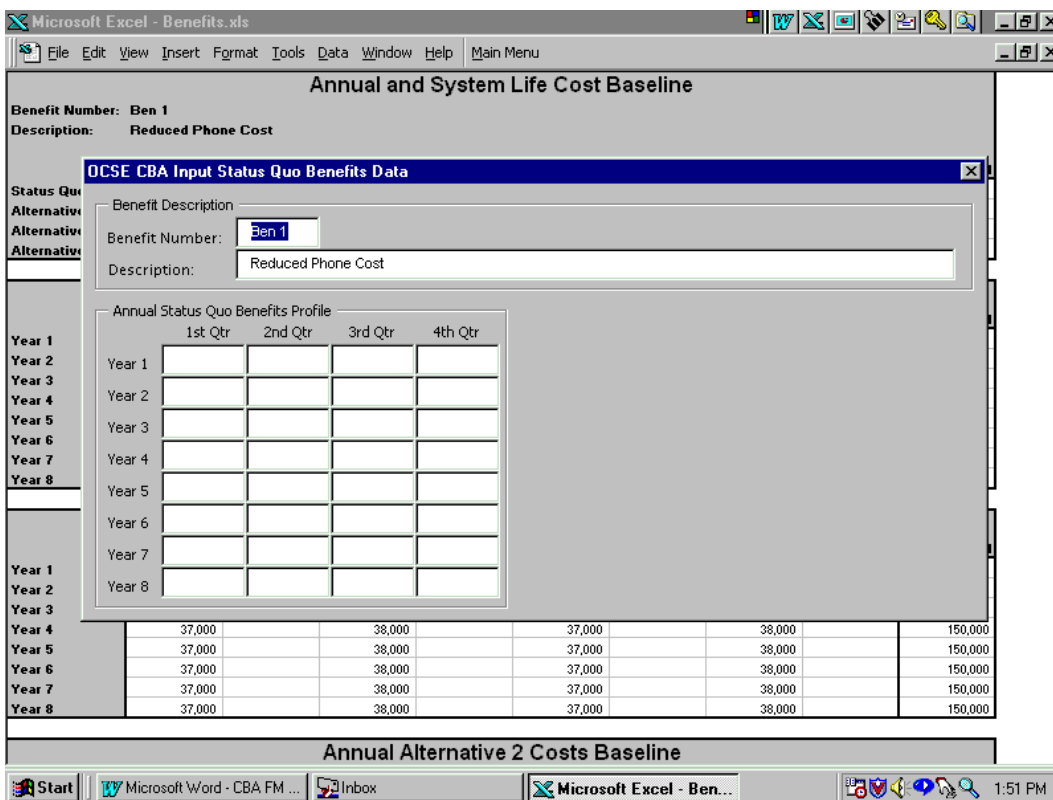 Microsoft Excel - Benefits.xls
File Edit View Insert Format Tools Data Window Help Main Menu
Annual and System Life Cost Baseline
Benefit Number: Ben 1
Description: Reduced Phone Cost
OCSE CBA Input Status Quo Benefits Data
Status Quo
Alternative
Alternative
Alternative
Benefit Description
Benefit Number: Ben 1
Description: Reduced Phone Cost
Annual Status Quo Benefits Profile
1st Qtr 2nd Qtr 3rd Qtr 4th Qtr
Year 1
Year 2
Year 3
Year 4
Year 5
Year 6
Year 7
Year 8
Year 1
Year 2
Year 3
Year 4
Year 5
Year 6
Year 7
Year 8
Year 1
Year 2
Year 3
Year 4 37,000 38,000 37,000 38,000 150,000
Year 5 37,000 38,000 37,000 38,000 150,000
Year 6 37,000 38,000 37,000 38,000 150,000
Year 7 37,000 38,000 37,000 38,000 150,000
Year 8 37,000 38,000 37,000 38,000 150,000
Annual Alternative 2 Costs Baseline
Start Microsoft Word - CBA FM ... Inbox Microsoft Excel - Ben... 1:51 PM